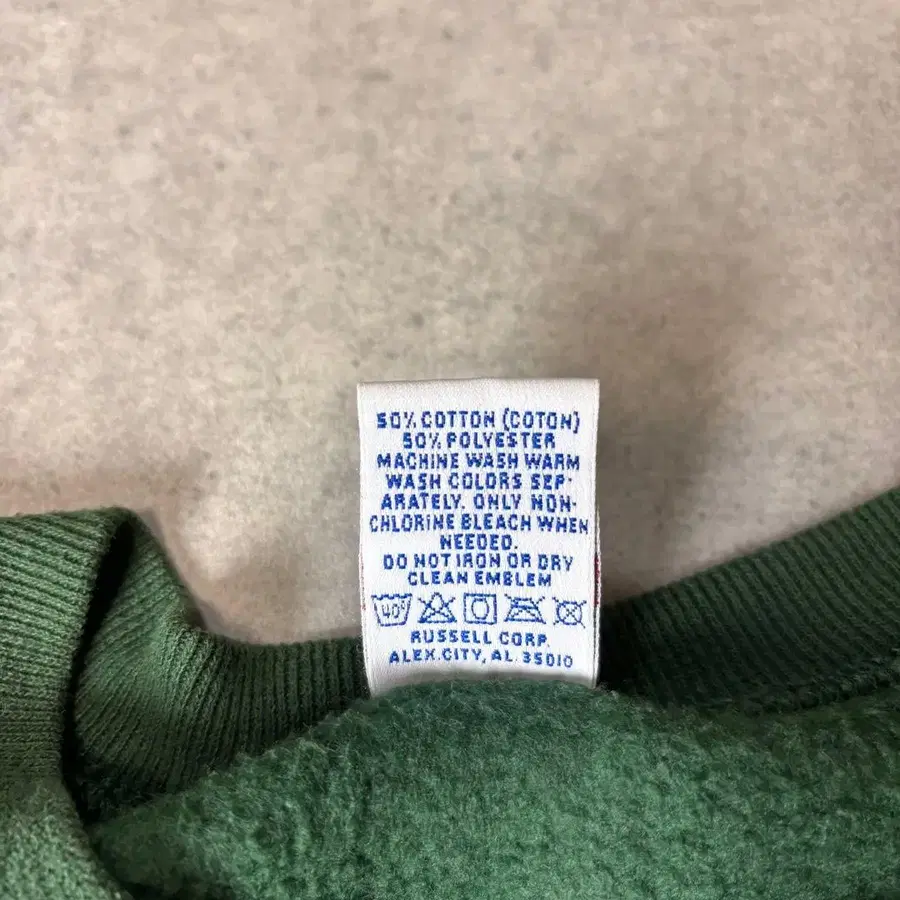 50% COTTON (COTON)
50% POLYESTER
MACHINE WASH WARM
WASH COLORS SEP-
ARATELY. ONLY NON-
CHLORINE BLEACH WHEN
NEEDED.
DO NOT IRON OR DRY
CLEAN EMBLEM
40°
RUSSELL CORP.
ALEX.CITY, AL. 35010